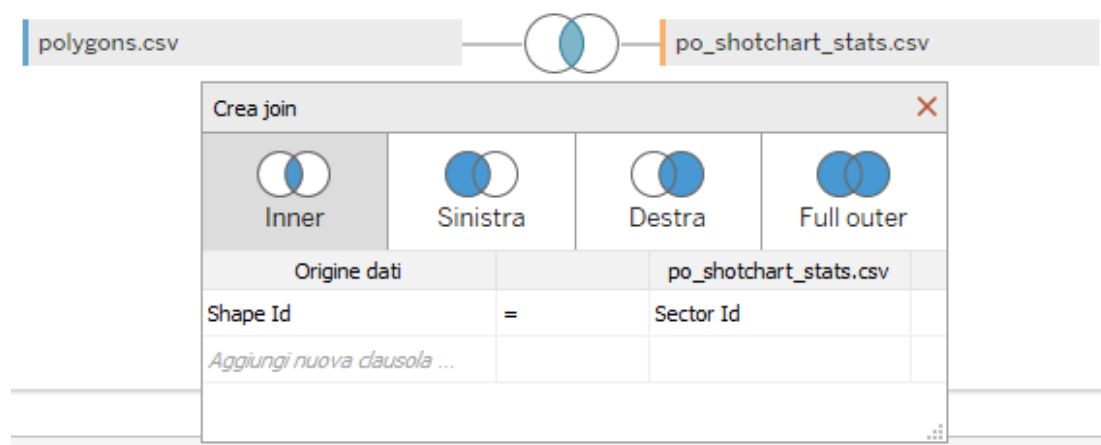 polygons.csv po_shotchart_stats.csv
Crea join
Inner Sinistra Destra Full outer
Origine dati po_shotchart_stats.csv
Shape Id = Sector Id
Aggiungi nuova clausola ...